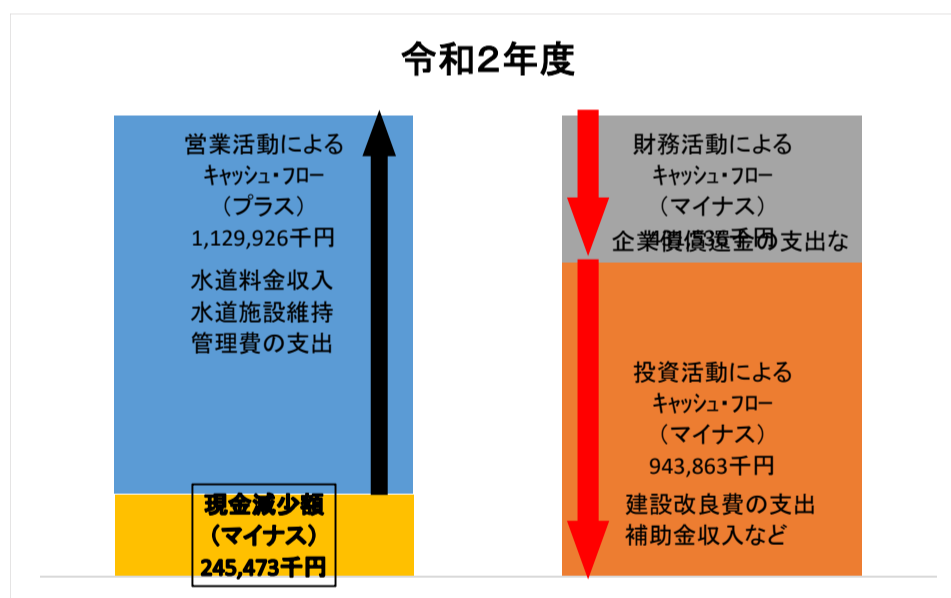 令和2年度
営業活動による
キャッシュ・フロー
（プラス）
1,129,926千円
水道料金収入
水道施設維持
管理費の支出
現金減少額
（マイナス）
245,473千円
財務活動による
キャッシュ・フロー
（マイナス）
企業債償還金の支出な
投資活動による
キャッシュ・フロー
（マイナス）
943,863千円
建設改良費の支出
補助金収入など